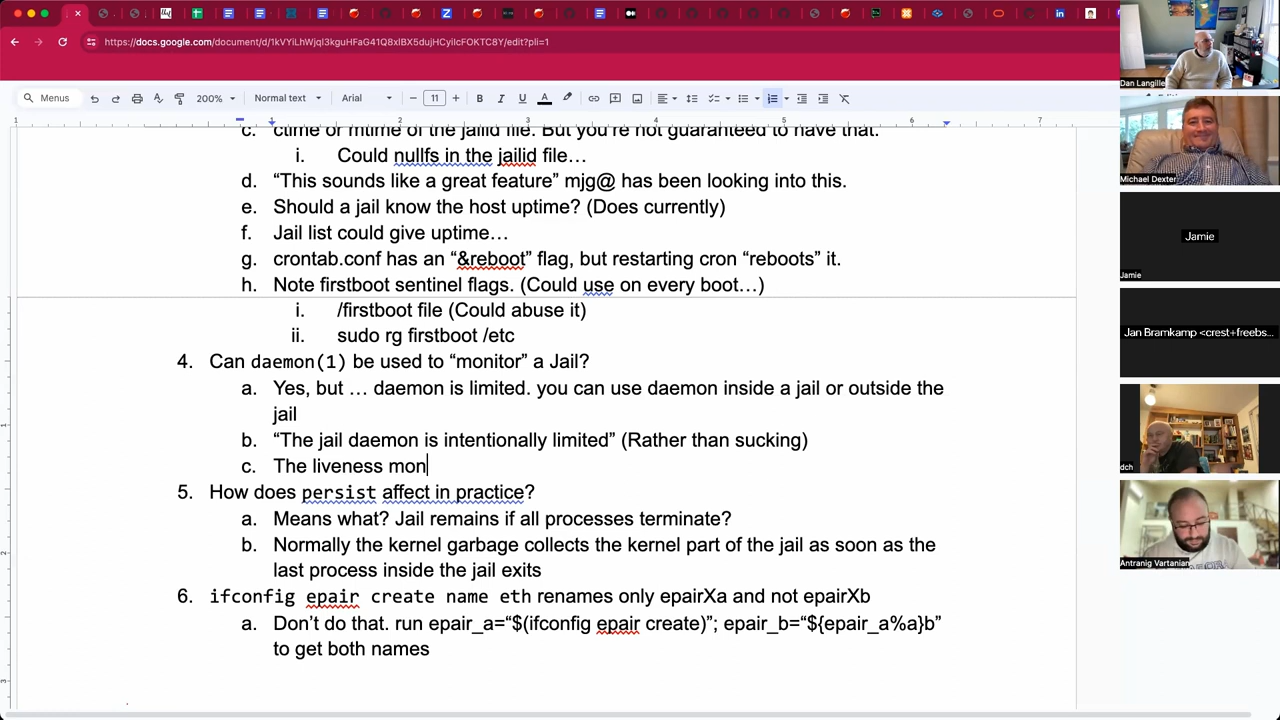 https://docs.google.com/document/d/1kVYiLhWjqI3kguHFaG41Q8xIBX5dujHCyiIcFOKTC8Y/edit?pli=1
Menus 200% Normal text Arial 11
1 1 2 3 4 5 6 7
c. ctime or mtime of the jailid file. But you're not guaranteed to have that.
i. Could nullfs in the jailid file…
d. “This sounds like a great feature” mjg@ has been looking into this.
e. Should a jail know the host uptime? (Does currently)
f. Jail list could give uptime…
g. crontab.conf has an “&reboot” flag, but restarting cron “reboots” it.
h. Note firstboot sentinel flags. (Could use on every boot…)
i. /firstboot file (Could abuse it)
ii. sudo rg firstboot /etc
4. Can daemon(1) be used to “monitor” a Jail?
a. Yes, but … daemon is limited. you can use daemon inside a jail or outside the
jail
b. “The jail daemon is intentionally limited” (Rather than sucking)
c. The liveness mon
5. How does persist affect in practice?
a. Means what? Jail remains if all processes terminate?
b. Normally the kernel garbage collects the kernel part of the jail as soon as the
last process inside the jail exits
6. ifconfig epair create name eth renames only epairXa and not epairXb
a. Don’t do that. run epair_a=“$(ifconfig epair create)”; epair_b=“${epair_a%a}b”
to get both names
Dan Langille
Michael Dexter
Jamie
Jamie
Jan Bramkamp <crest+freebs...
dch
Antranig Vartanian